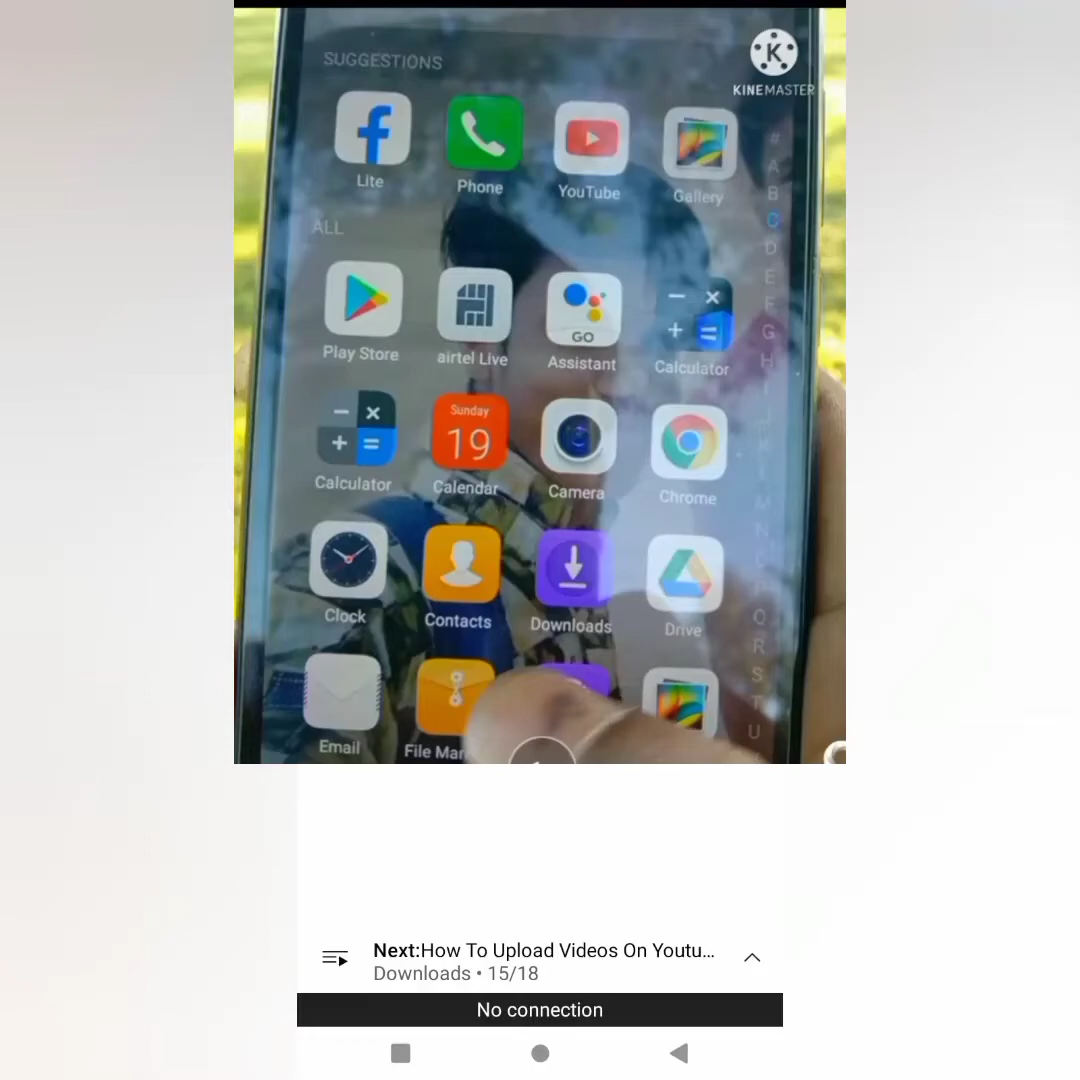 SUGGESTIONS
K
KINEMASTER
Lite
Phone
YouTube
Gallery
ALL
Play Store
airtel Live
GO
Assistant
Calculator
Calculator
Sunday
19
Calendar
Camera
Chrome
Clock
Contacts
Downloads
Drive
Email
File Man
#
A
B
C
D
E
F
G
H
M
N
Q
R
S
T
U
Next:How To Upload Videos On Youtu...
Downloads • 15/18
No connection